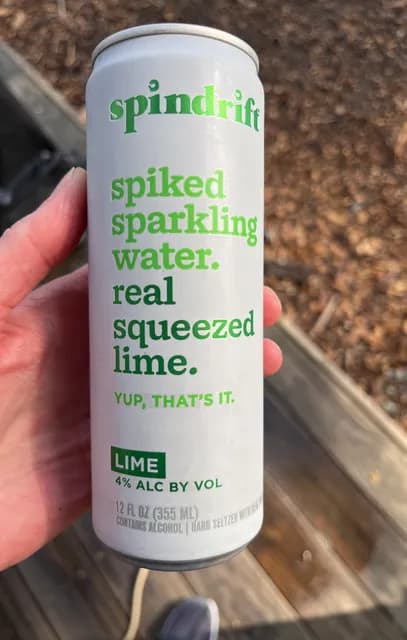 spindrift
spiked
sparkling
water.
real
squeezed
lime.
YUP, THAT'S IT.
LIME
4% ALC BY VOL
12 FL OZ (355 ML)
CONTAINS ALCOHOL | HARD SELTZER WITH